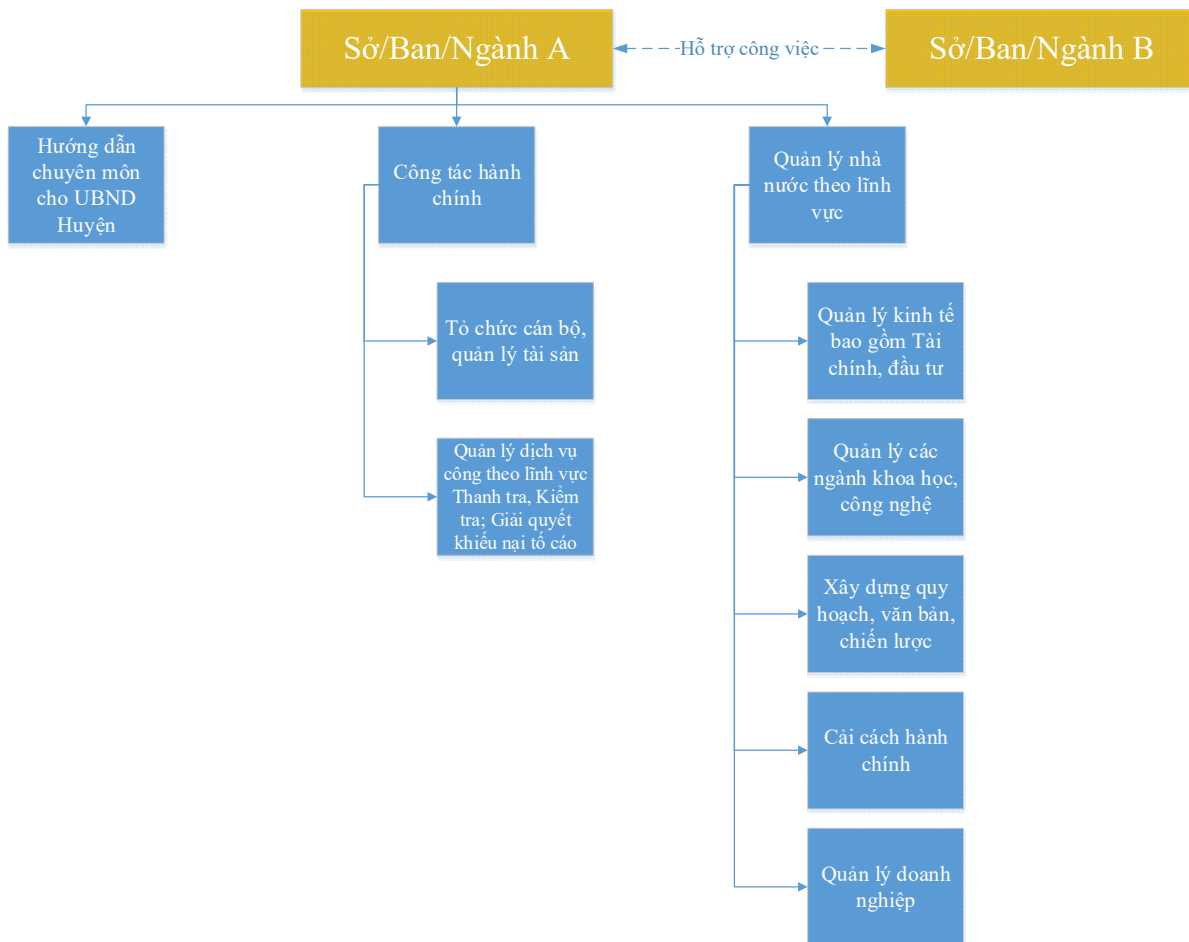 Sở/Ban/Ngành A
Hỗ trợ công việc
Sở/Ban/Ngành B
Hướng dẫn
chuyên môn
cho UBND
Huyện
Công tác hành
chính
Quản lý nhà
nước theo lĩnh
vực
Tỏ chức cán bộ,
quản lý tài sản
Quản lý dịch vụ
công theo lĩnh vực
Thanh tra, Kiểm
tra; Giải quyết
khiếu nại tố cáo
Quản lý kinh tế
bao gồm Tài
chính, đầu tư
Quản lý các
ngành khoa học,
công nghệ
Xây dựng quy
hoạch, văn bản,
chiến lược
Cải cách hành
chính
Quản lý doanh
nghiệp